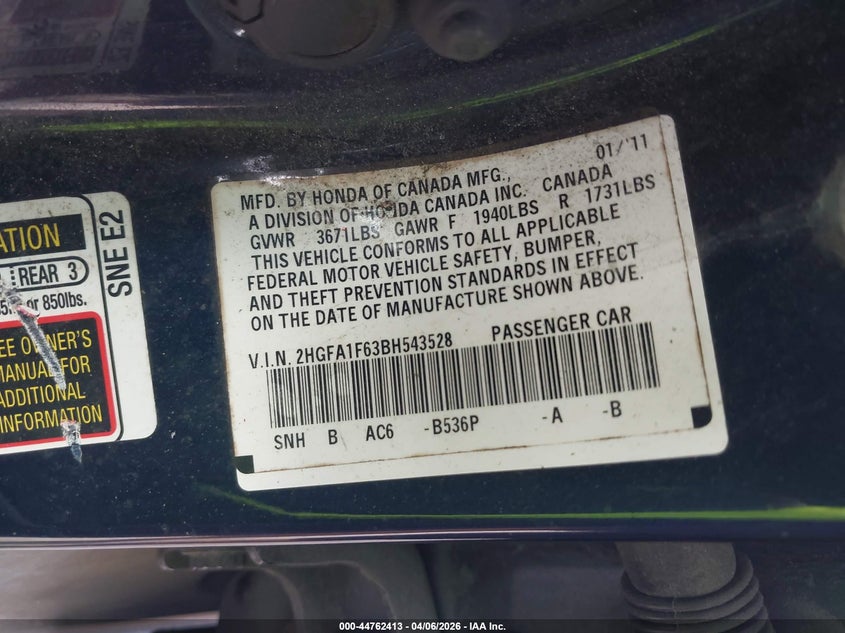 ATION
REAR 3
or 850lbs.
SNE E2
EE OWNER'S
MANUAL FOR
ADDITIONAL
INFORMATION
01/'11
MFD. BY HONDA OF CANADA MFG.,
A DIVISION OF HONDA CANADA INC. CANADA
GVWR 3671LBS GAWR F 1940LBS R 1731LBS
THIS VEHICLE CONFORMS TO ALL APPLICABLE
FEDERAL MOTOR VEHICLE SAFETY, BUMPER,
AND THEFT PREVENTION STANDARDS IN EFFECT
ON THE DATE OF MANUFACTURE SHOWN ABOVE.
V.I.N. 2HGFA1F63BH543528 PASSENGER CAR
SNH B AC6 -B536P -A -B
000-44762413 - 04/06/2026 - IAA Inc.